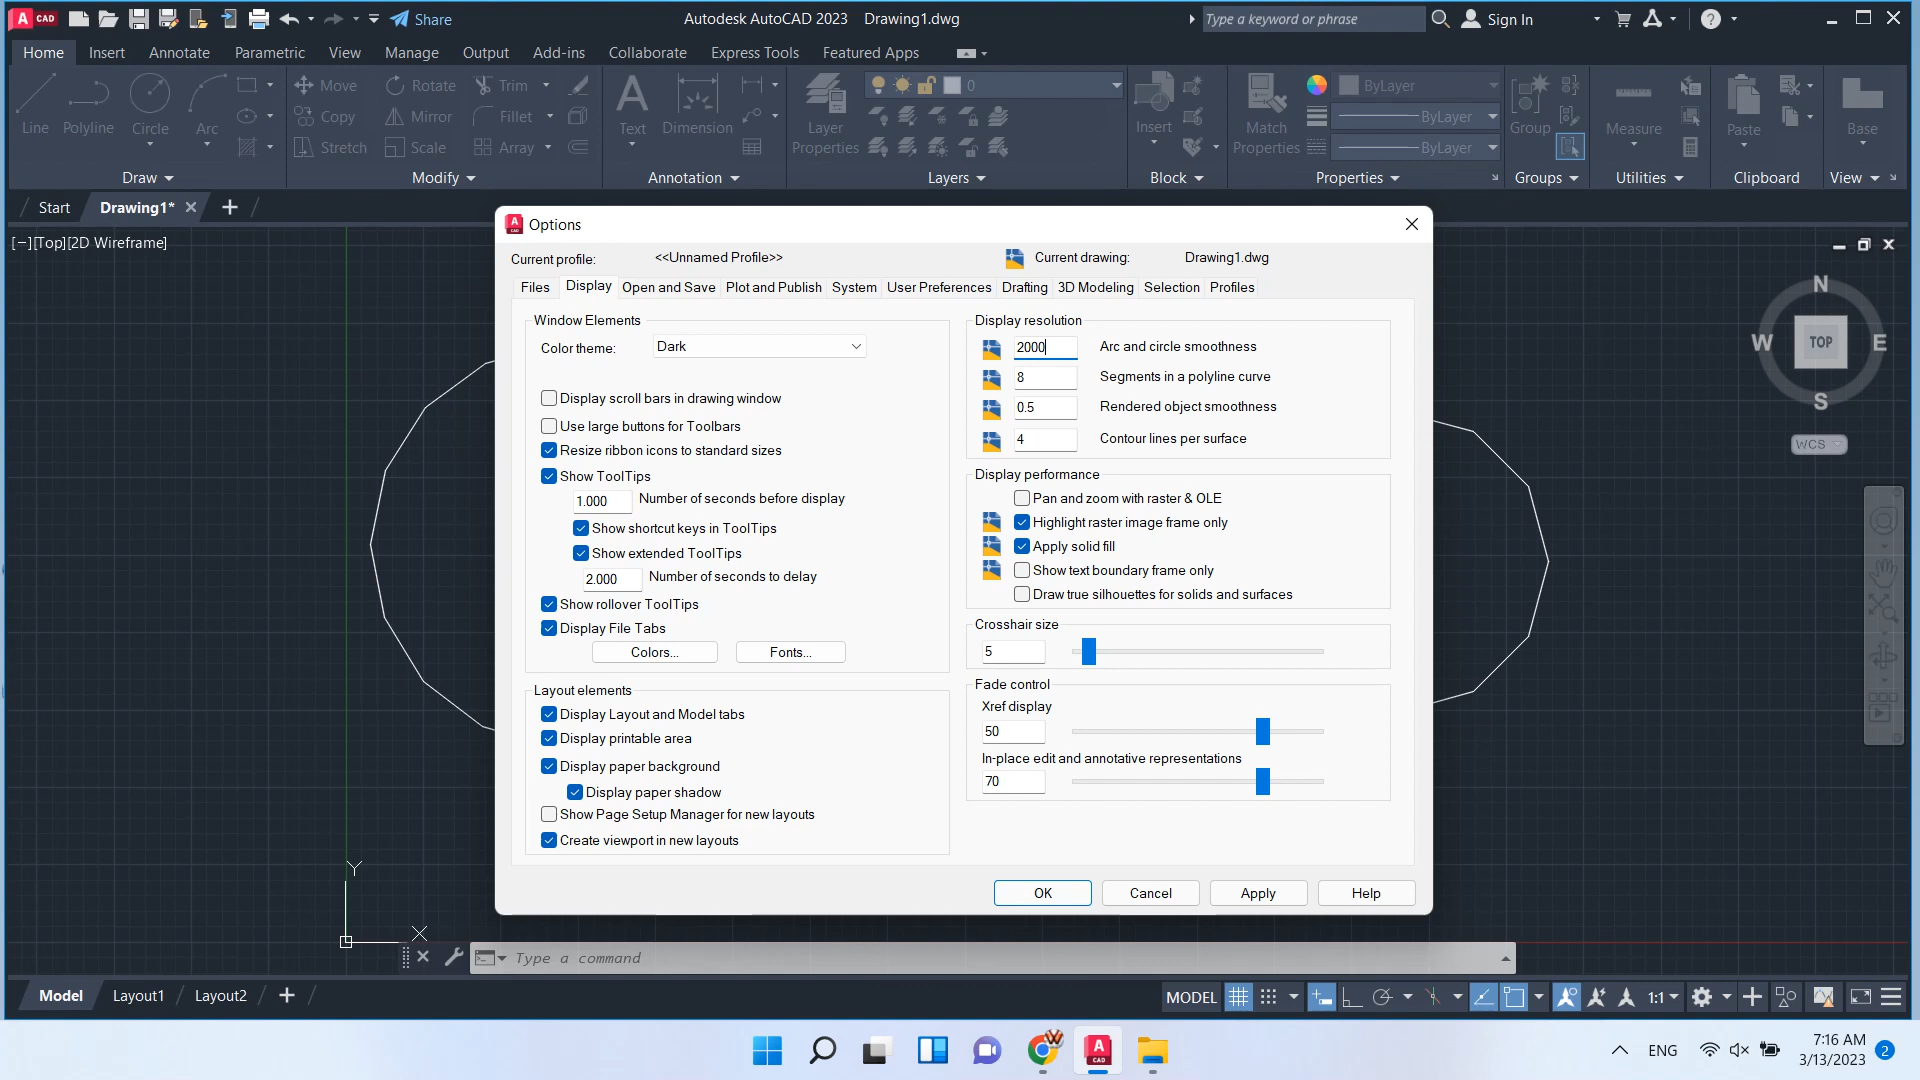 A CAD
Share
Autodesk AutoCAD 2023 Drawing1.dwg
Type a keyword or phrase
Sign In
Home Insert Annotate Parametric View Manage Output Add-ins Collaborate Express Tools Featured Apps
Line Polyline Circle Arc
Move Rotate Trim
Copy Mirror Fillet
Stretch Scale Array
Text Dimension
Layer Properties
0
Insert
Match Properties
ByLayer
ByLayer
ByLayer
Group
Measure
Paste
Base
Draw Modify Annotation Layers Block Properties Groups Utilities Clipboard View
Start Drawing1*
[−][Top][2D Wireframe]
Options
Current profile: <<Unnamed Profile>> Current drawing: Drawing1.dwg
Files Display Open and Save Plot and Publish System User Preferences Drafting 3D Modeling Selection Profiles
Window Elements
Color theme: Dark
Display scroll bars in drawing window
Use large buttons for Toolbars
Resize ribbon icons to standard sizes
Show ToolTips
1.000 Number of seconds before display
Show shortcut keys in ToolTips
Show extended ToolTips
2.000 Number of seconds to delay
Show rollover ToolTips
Display File Tabs
Colors... Fonts...
Layout elements
Display Layout and Model tabs
Display printable area
Display paper background
Display paper shadow
Show Page Setup Manager for new layouts
Create viewport in new layouts
Display resolution
2000 Arc and circle smoothness
8 Segments in a polyline curve
0.5 Rendered object smoothness
4 Contour lines per surface
Display performance
Pan and zoom with raster & OLE
Highlight raster image frame only
Apply solid fill
Show text boundary frame only
Draw true silhouettes for solids and surfaces
Crosshair size
5
Fade control
Xref display
50
In-place edit and annotative representations
70
OK Cancel Apply Help
N
W TOP E
S
WCS
Y
X
Type a command
Model Layout1 Layout2
MODEL 1:1
ENG
7:16 AM
3/13/2023
2